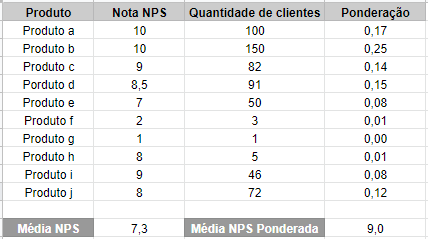 Produto Nota NPS Quantidade de clientes Ponderação
Produto a 10 100 0,17
Produto b 10 150 0,25
Produto c 9 82 0,14
Porduto d 8,5 91 0,15
Produto e 7 50 0,08
Produto f 2 3 0,01
Produto g 1 1 0,00
Produto h 8 5 0,01
Produto i 9 46 0,08
Produto j 8 72 0,12
Média NPS 7,3 Média NPS Ponderada 9,0